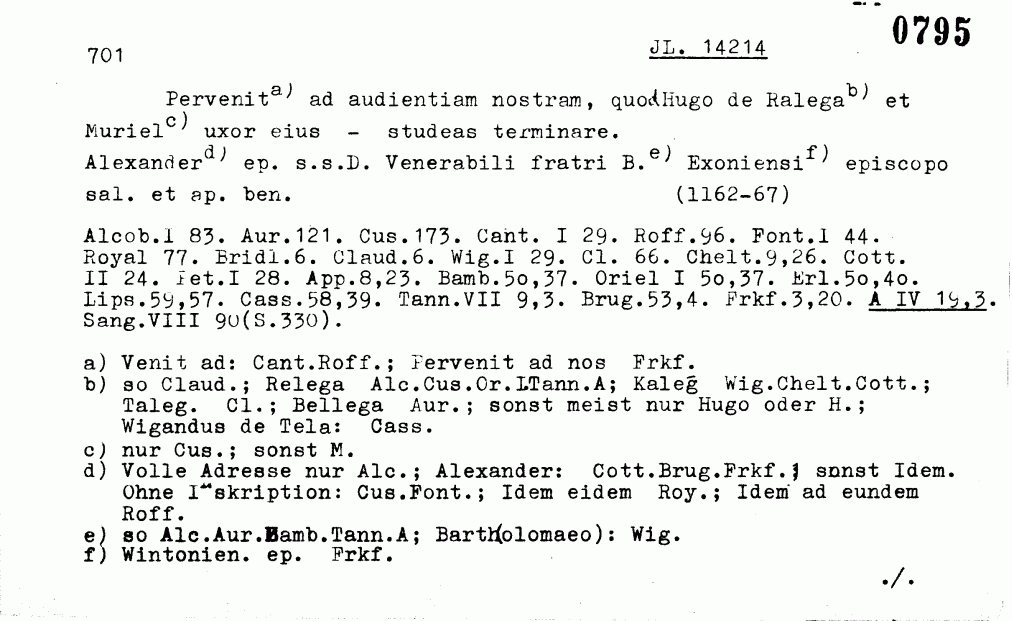 0795
701 JL. 14214
Pervenit a) ad audientiam nostram, quod Hugo de Ralega b) et
Muriel c) uxor eius - studeas terminare.
Alexander d) ep. s.s.D. Venerabili fratri B. e) Exoniensi f) episcopo
sal. et ap. ben. (1162-67)
Alcob.I 83. Aur.121. Cus.173. Cant. I 29. Roff.96. Font.I 44.
Royal 77. Bridl.6. Claud.6. Wig.I 29. Cl. 66. Chelt.9,26. Cott.
II 24. Pet.I 28. App.8,23. Bamb.5o,37. Oriel I 5o,37. Erl.5o,4o.
Lips.59,57. Cass.58,39. Tann.VII 9,3. Brug.53,4. Frkf.3,20. A IV 19,3.
Sang.VIII 90(S.330).
a) Venit ad: Cant.Roff.; Pervenit ad nos Frkf.
b) so Claud.; Relega Alc.Cus.Or.LTann.A; Kaleg̃ Wig.Chelt.Cott.;
Taleg. Cl.; Bellega Aur.; sonst meist nur Hugo oder H.;
Wigandus de Tela: Cass.
c) nur Cus.; sonst M.
d) Volle Adresse nur Alc.; Alexander: Cott.Brug.Frkf.; sonst Idem.
Ohne Inskription: Cus.Font.; Idem eidem Roy.; Idem ad eundem
Roff.
e) so Alc.Aur.Bamb.Tann.A; Barth(olomaeo): Wig.
f) Wintonien. ep. Frkf.
./.